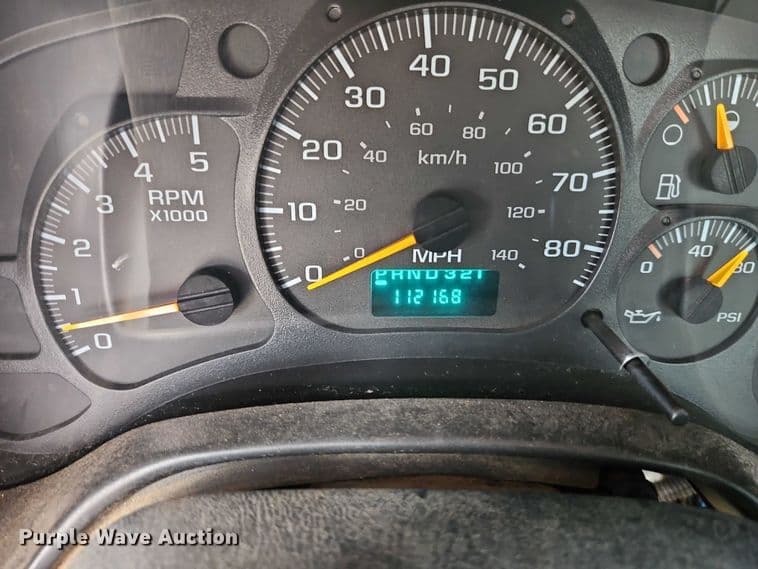 0 1 2 3 4 5
RPM
X1000
0 10 20 30 40 50 60 70 80
0 20 40 60 80 100 120 140
km/h
MPH
PRND321
112168
0 40 80
PSI
Purple Wave Auction